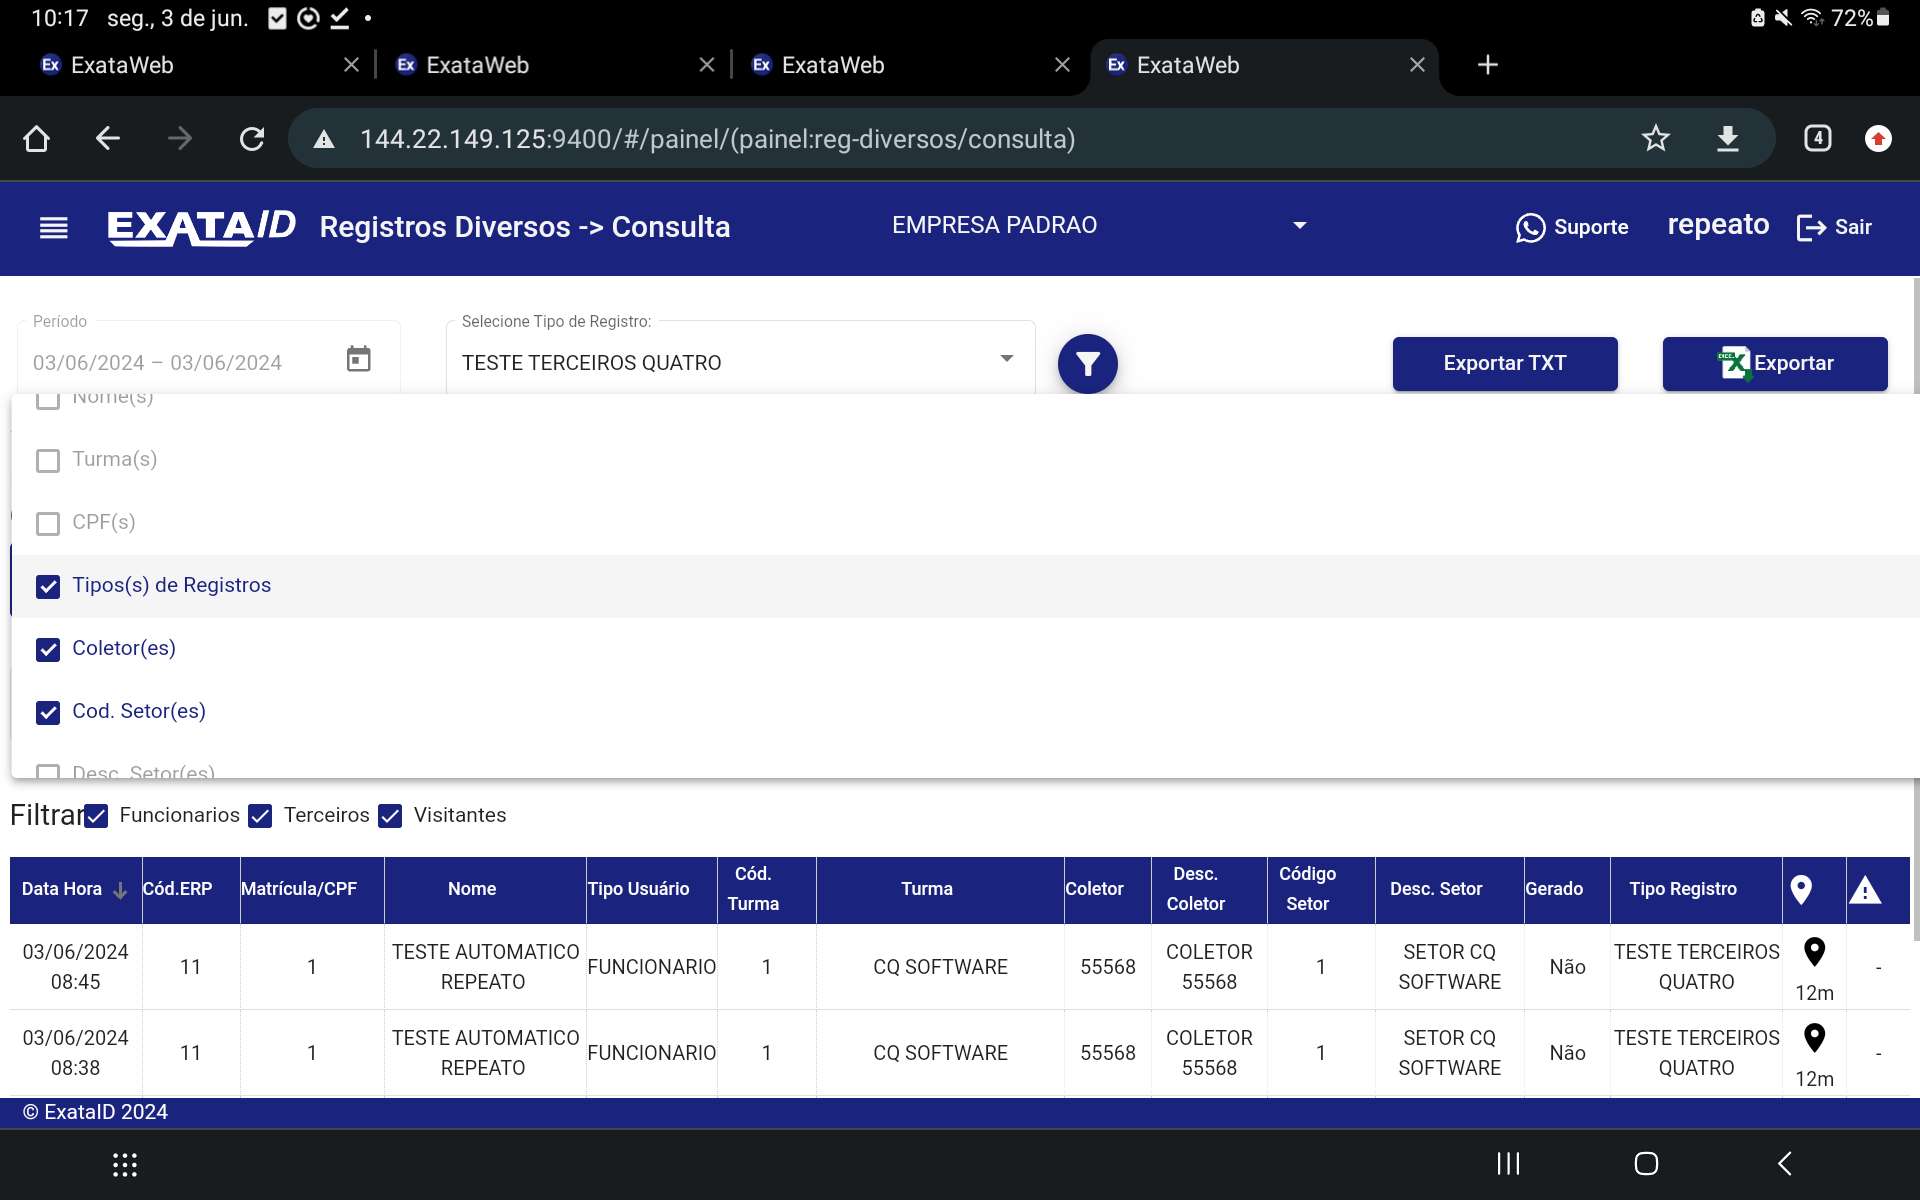 10:17 seg., 3 de jun.
72%
Ex ExataWeb
Ex ExataWeb
Ex ExataWeb
Ex ExataWeb
144.22.149.125:9400/#/painel/(painel:reg-diversos/consulta)
4
EXATAID Registros Diversos -> Consulta
EMPRESA PADRAO
Suporte
repeato
Sair
Período
03/06/2024 – 03/06/2024
Selecione Tipo de Registro:
TESTE TERCEIROS QUATRO
Exportar TXT
Exportar
Nome(s)
Turma(s)
CPF(s)
Tipos(s) de Registros
Coletor(es)
Cod. Setor(es)
Desc. Setor(es)
Filtrar Funcionarios Terceiros Visitantes
Data Hora Cód.ERP Matrícula/CPF Nome Tipo Usuário Cód. Turma Turma Coletor Desc. Coletor Código Setor Desc. Setor Gerado Tipo Registro
03/06/2024 08:45 11 1 TESTE AUTOMATICO REPEATO FUNCIONARIO 1 CQ SOFTWARE 55568 COLETOR 55568 1 SETOR CQ SOFTWARE Não TESTE TERCEIROS QUATRO 12m -
03/06/2024 08:38 11 1 TESTE AUTOMATICO REPEATO FUNCIONARIO 1 CQ SOFTWARE 55568 COLETOR 55568 1 SETOR CQ SOFTWARE Não TESTE TERCEIROS QUATRO 12m -
© ExataID 2024